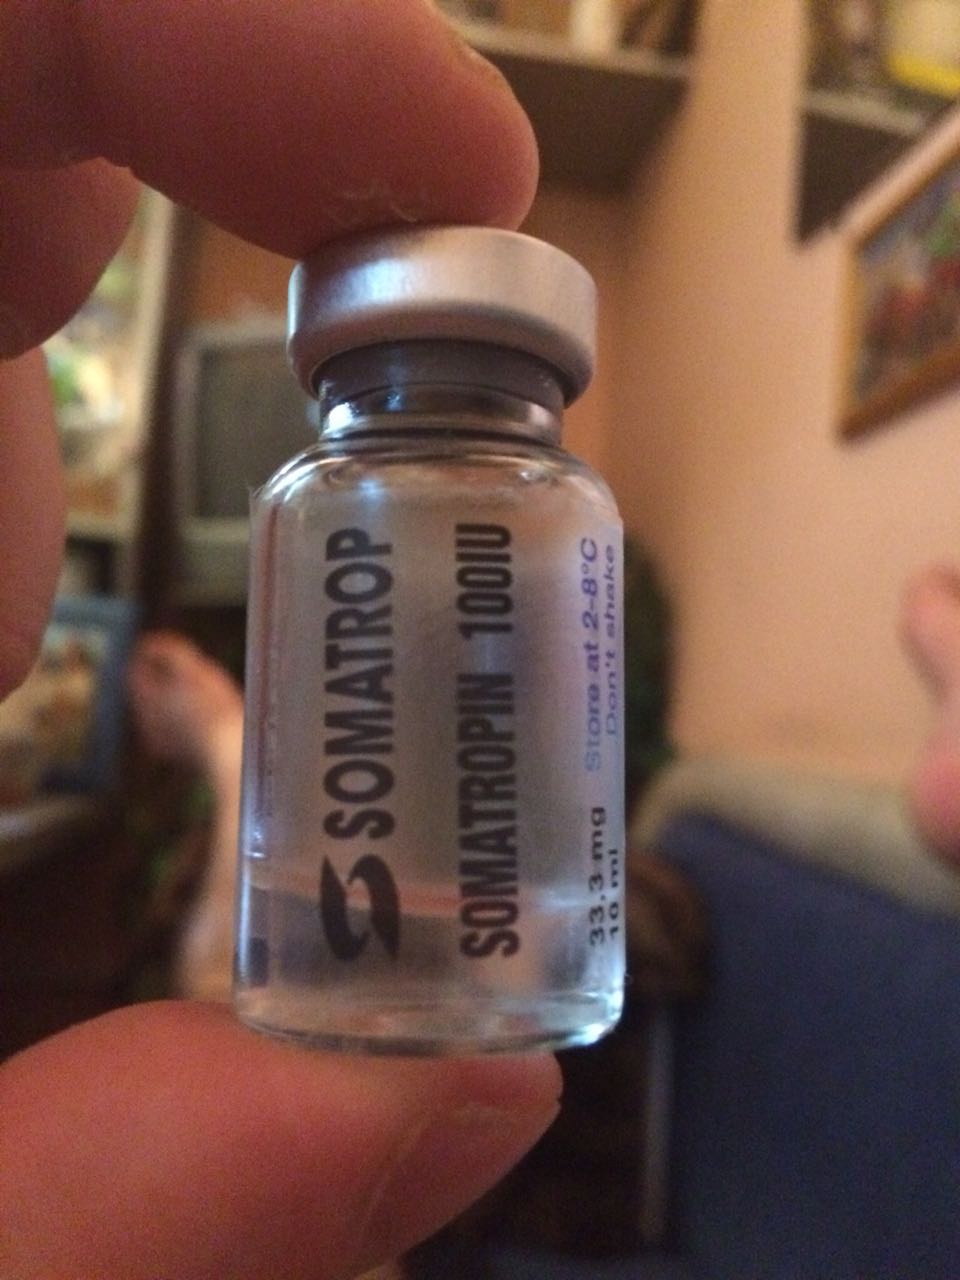 SOMATROP
SOMATROPIN 100IU
33,3 mg
10 ml
Store at 2-8°C
Don't shake